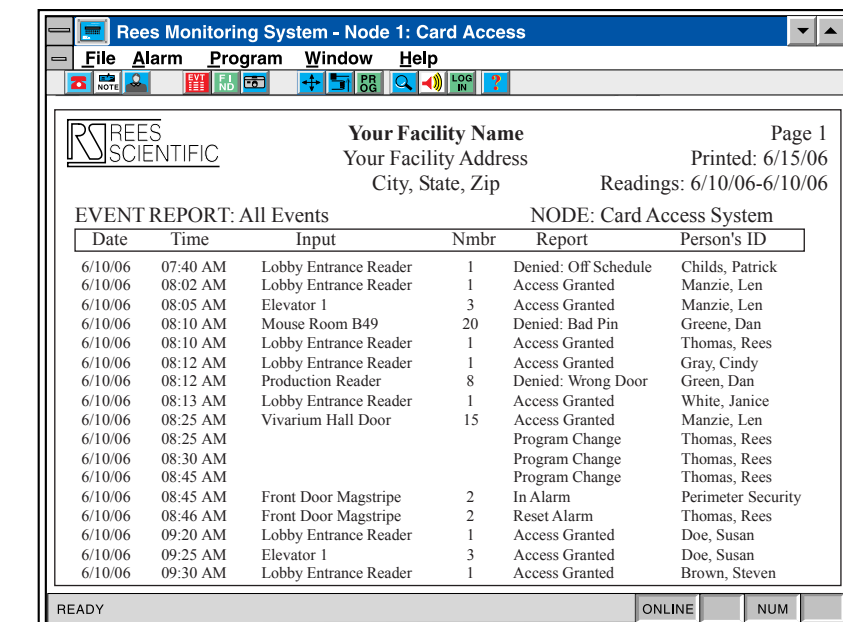 Rees Monitoring System - Node 1: Card Access
File Alarm Program Window Help
NOTE EVT FIND PROG LOG IN ?
REES SCIENTIFIC
Your Facility Name Page 1
Your Facility Address Printed: 6/15/06
City, State, Zip Readings: 6/10/06-6/10/06
EVENT REPORT: All Events NODE: Card Access System
Date Time Input Nmbr Report Person's ID
6/10/06 07:40 AM Lobby Entrance Reader 1 Denied: Off Schedule Childs, Patrick
6/10/06 08:02 AM Lobby Entrance Reader 1 Access Granted Manzie, Len
6/10/06 08:05 AM Elevator 1 3 Access Granted Manzie, Len
6/10/06 08:10 AM Mouse Room B49 20 Denied: Bad Pin Greene, Dan
6/10/06 08:10 AM Lobby Entrance Reader 1 Access Granted Thomas, Rees
6/10/06 08:12 AM Lobby Entrance Reader 1 Access Granted Gray, Cindy
6/10/06 08:12 AM Production Reader 8 Denied: Wrong Door Green, Dan
6/10/06 08:13 AM Lobby Entrance Reader 1 Access Granted White, Janice
6/10/06 08:25 AM Vivarium Hall Door 15 Access Granted Manzie, Len
6/10/06 08:25 AM Program Change Thomas, Rees
6/10/06 08:30 AM Program Change Thomas, Rees
6/10/06 08:45 AM Program Change Thomas, Rees
6/10/06 08:45 AM Front Door Magstripe 2 In Alarm Perimeter Security
6/10/06 08:46 AM Front Door Magstripe 2 Reset Alarm Thomas, Rees
6/10/06 09:20 AM Lobby Entrance Reader 1 Access Granted Doe, Susan
6/10/06 09:25 AM Elevator 1 3 Access Granted Doe, Susan
6/10/06 09:30 AM Lobby Entrance Reader 1 Access Granted Brown, Steven
READY ONLINE NUM